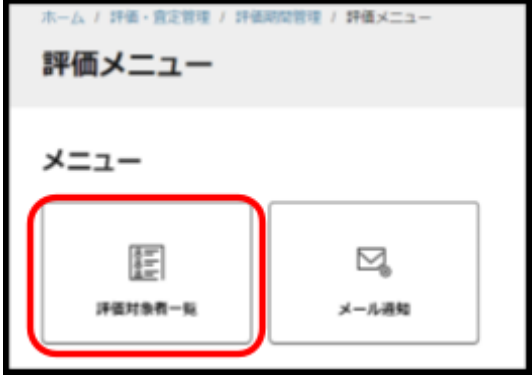 ホーム / 評価・査定管理 / 評価期間管理 / 評価メニュー
評価メニュー
メニュー
評価対象者一覧
メール通知